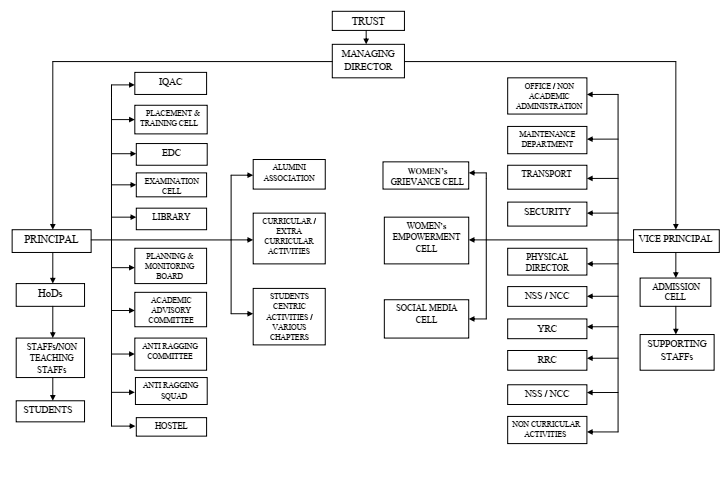 TRUST
MANAGING
DIRECTOR
IQAC
PLACEMENT &
TRAINING CELL
EDC
EXAMINATION
CELL
LIBRARY
PRINCIPAL
PLANNING &
MONITORING
BOARD
HoDs
ACADEMIC
ADVISORY
COMMITTEE
STAFFs/NON
TEACHING
STAFFs
ANTI RAGGING
COMMITTEE
ANTI RAGGING
SQUAD
STUDENTS
HOSTEL
ALUMINI
ASSOCIATION
CURRICULAR /
EXTRA
CURRICULAR
ACTIVITIES
STUDENTS
CENTRIC
ACTIVITIES /
VARIOUS
CHAPTERS
WOMEN's
GRIEVANCE CELL
WOMEN's
EMPOWERMENT
CELL
SOCIAL MEDIA
CELL
OFFICE / NON
ACADEMIC
ADMINISTRATION
MAINTENANCE
DEPARTMENT
TRANSPORT
SECURITY
PHYSICAL
DIRECTOR
NSS / NCC
YRC
RRC
NSS / NCC
NON CURRICULAR
ACTIVITIES
VICE PRINCIPAL
ADMISSION
CELL
SUPPORTING
STAFFs